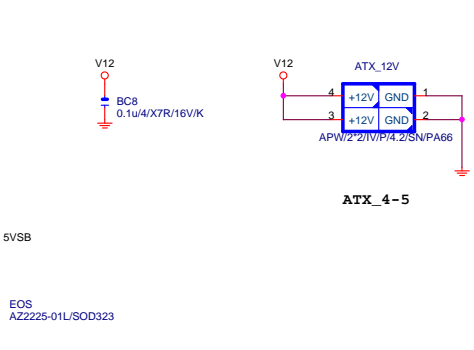 V12
BC8
0.1u/4/X7R/16V/K
V12
ATX_12V
4 +12V GND 1
3 +12V GND 2
APW/2*2/IV/P/4.2/SN/PA66
ATX_4-5
5VSB
EOS
AZ2225-01L/SOD323